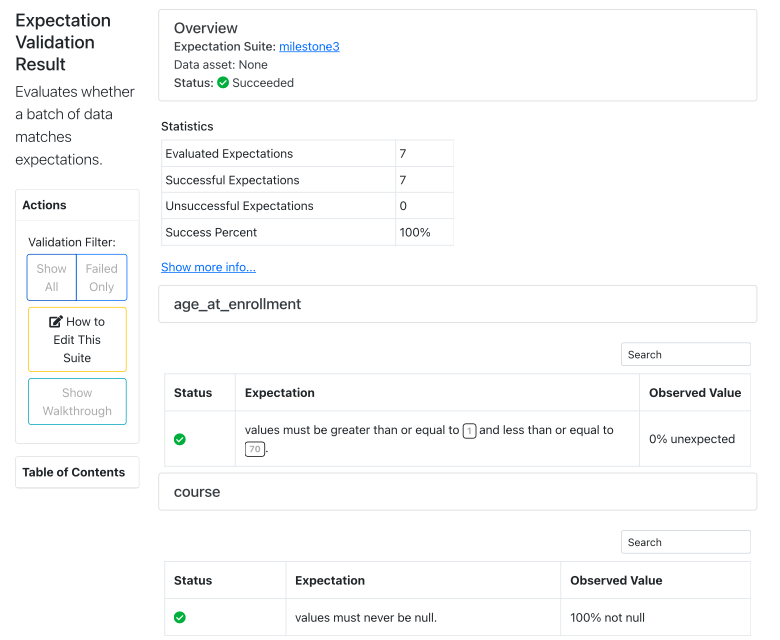 Expectation
Validation
Result
Evaluates whether
a batch of data
matches
expectations.
Actions
Validation Filter:
Show
All
Failed
Only
How to
Edit This
Suite
Show
Walkthrough
Table of Contents
Overview
Expectation Suite: milestone3
Data asset: None
Status: Succeeded
Statistics
Evaluated Expectations 7
Successful Expectations 7
Unsuccessful Expectations 0
Success Percent 100%
Show more info...
age_at_enrollment
Search
Status Expectation Observed Value
values must be greater than or equal to 1 and less than or equal to
70.
0% unexpected
course
Search
Status Expectation Observed Value
values must never be null. 100% not null